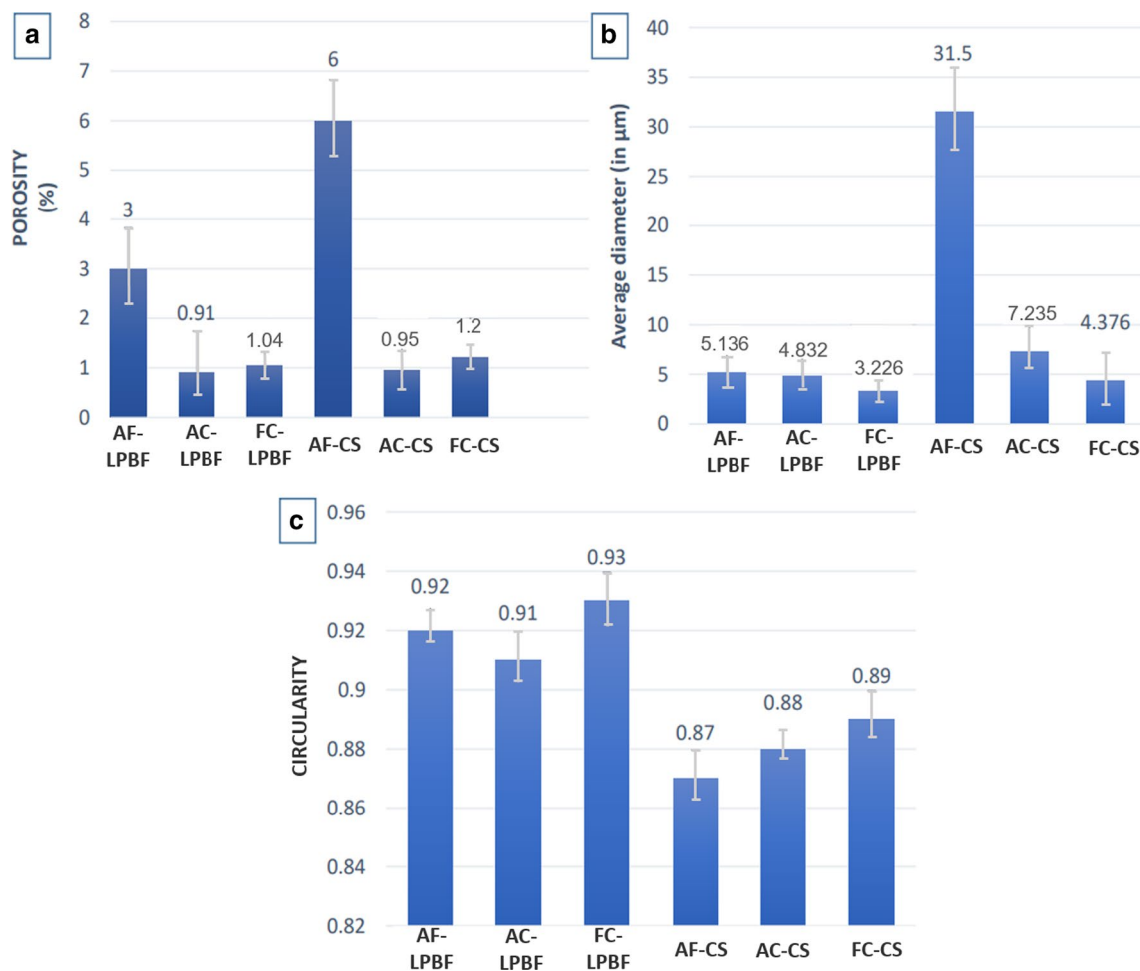 a
8
7
6
5
4
3
2
1
0
POROSITY
(%)
3
0.91
1.04
6
0.95
1.2
AF-
LPBF
AC-
LPBF
FC-
LPBF
AF-CS
AC-CS
FC-CS
b
40
35
30
25
20
15
10
5
0
Average diameter (in µm)
5.136
4.832
3.226
31.5
7.235
4.376
AF-
LPBF
AC-
LPBF
FC-
LPBF
AF-CS
AC-CS
FC-CS
c
0.96
0.94
0.92
0.9
0.88
0.86
0.84
0.82
CIRCULARITY
0.92
0.91
0.93
0.87
0.88
0.89
AF-
LPBF
AC-
LPBF
FC-
LPBF
AF-CS
AC-CS
FC-CS